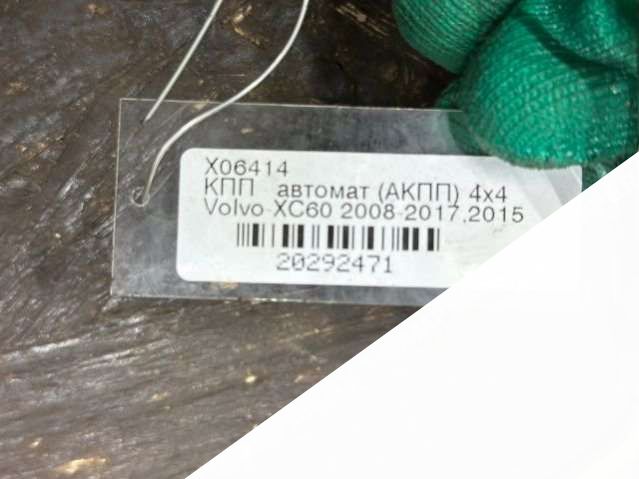 X06414
КПП автомат (АКПП) 4x4
Volvo XC60 2008-2017,2015
20292471